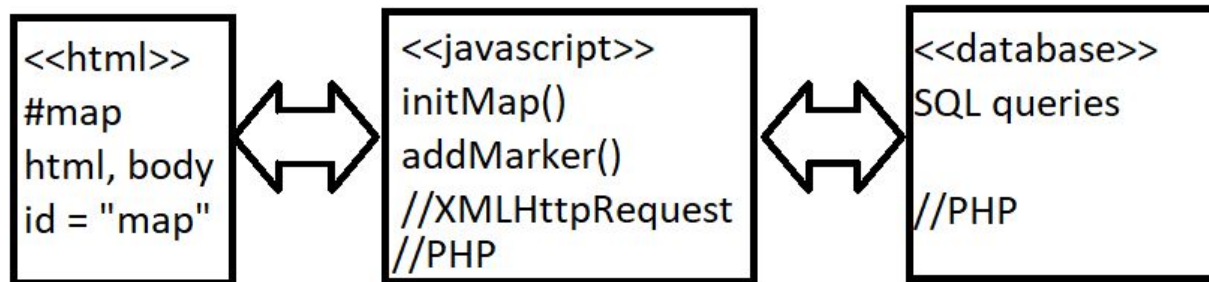 <<html>>
#map
html, body
id = "map"
<<javascript>>
initMap()
addMarker()
//XMLHttpRequest
//PHP
<<database>>
SQL queries
//PHP